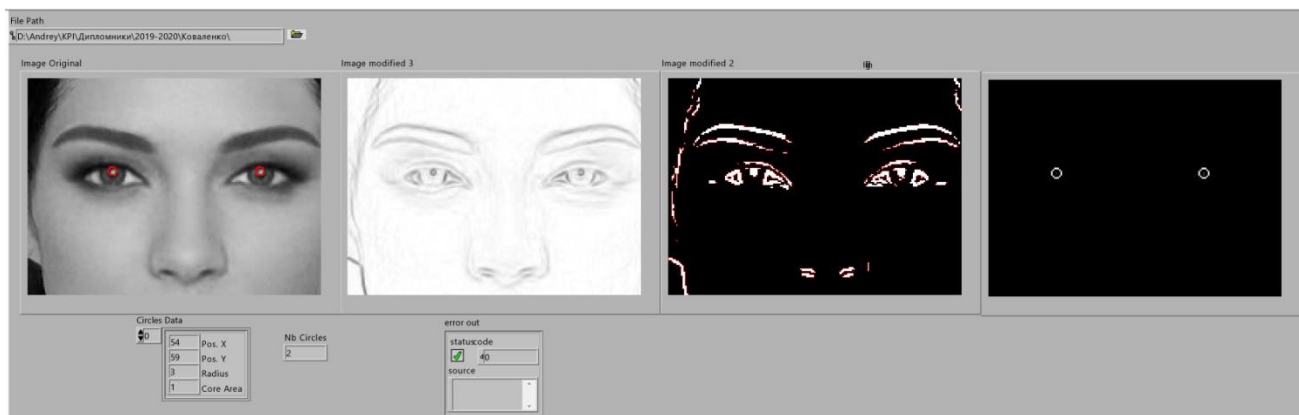 File Path
D:\Andrey\KPI\Дипломники\2019-2020\Коваленко\
Image Original
Image modified 3
Image modified 2
Circles Data
0
54 Pos. X
59 Pos. Y
3 Radius
1 Core Area
Nb Circles
2
error out
status code
0
source